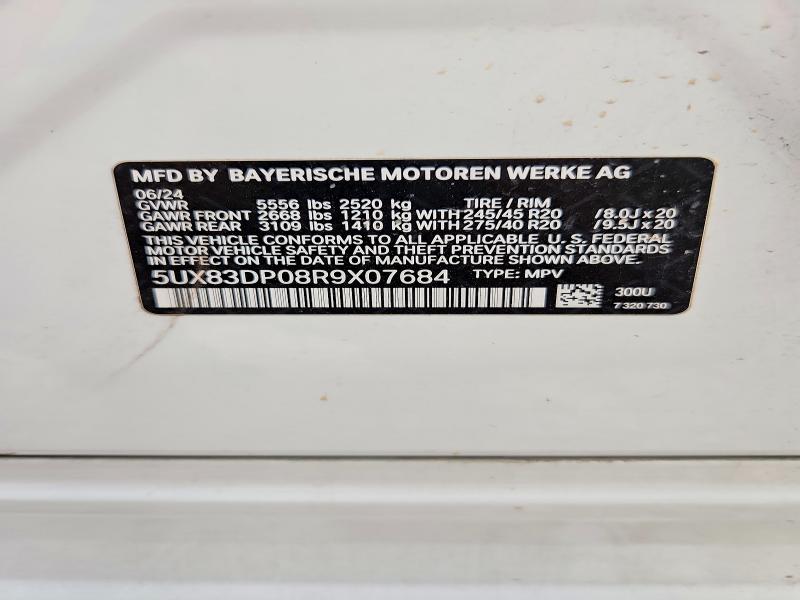 MFD BY BAYERISCHE MOTOREN WERKE AG
06/24
GVWR 5556 lbs 2520 kg TIRE / RIM
GAWR FRONT 2668 lbs 1210 kg WITH 245/45 R20 /8.0J x 20
GAWR REAR 3109 lbs 1410 kg WITH 275/40 R20 /9.5J x 20
THIS VEHICLE CONFORMS TO ALL APPLICABLE U. S. FEDERAL
MOTOR VEHICLE SAFETY AND THEFT PREVENTION STANDARDS
IN EFFECT ON THE DATE OF MANUFACTURE SHOWN ABOVE.
5UX83DP08R9X07684 TYPE: MPV
300U
7 320 730